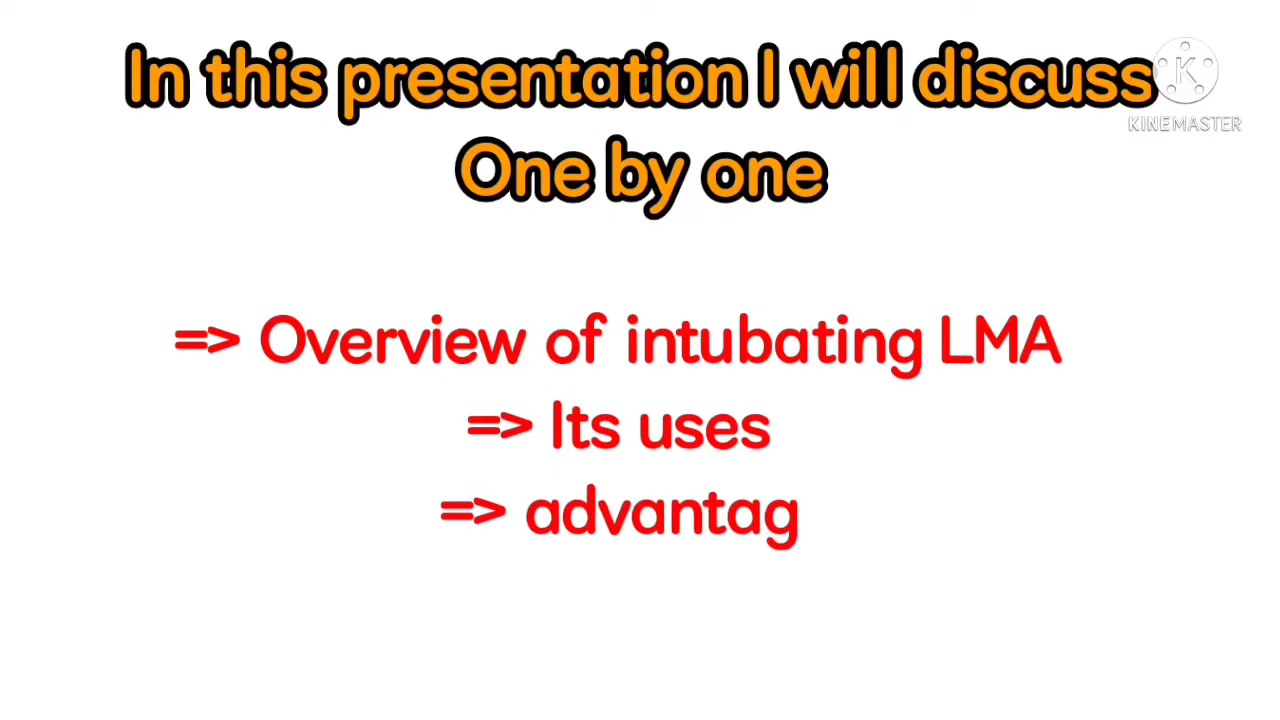 In this presentation I will discuss
One by one
KINEMASTER
=> Overview of intubating LMA
=> Its uses
=> advantag